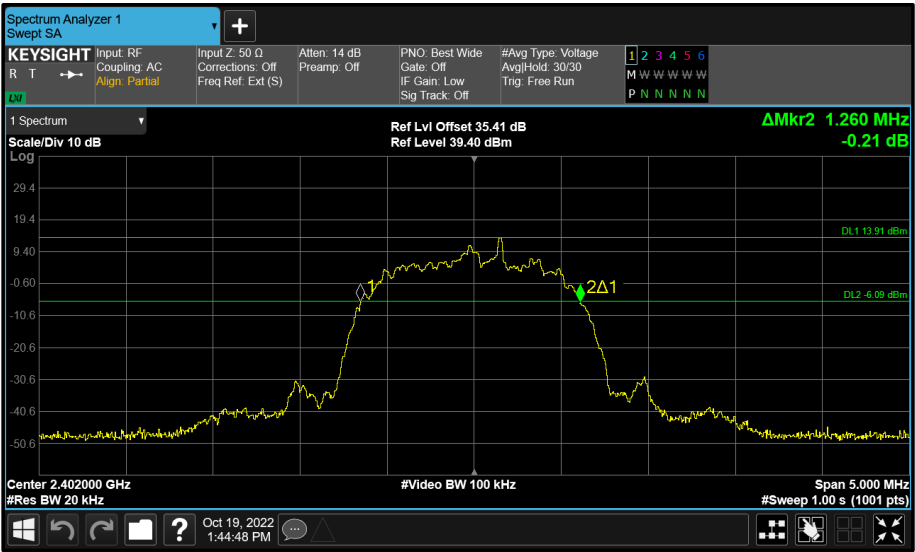 Spectrum Analyzer 1
Swept SA
+
KEYSIGHT
R T
LXI
Input: RF
Coupling: AC
Align: Partial
Input Z: 50 Ω
Corrections: Off
Freq Ref: Ext (S)
Atten: 14 dB
Preamp: Off
PNO: Best Wide
Gate: Off
IF Gain: Low
Sig Track: Off
#Avg Type: Voltage
Avg|Hold: 30/30
Trig: Free Run
1 2 3 4 5 6
M W W W W W
P N N N N N
1 Spectrum
Scale/Div 10 dB
Ref Lvl Offset 35.41 dB
Ref Level 39.40 dBm
ΔMkr2 1.260 MHz
-0.21 dB
Log
29.4
19.4
DL1 13.91 dBm
9.40
-0.60
1
2Δ1
DL2 -6.09 dBm
-10.6
-20.6
-30.6
-40.6
-50.6
Center 2.402000 GHz
#Video BW 100 kHz
Span 5.000 MHz
#Res BW 20 kHz
#Sweep 1.00 s (1001 pts)
?
Oct 19, 2022
1:44:48 PM